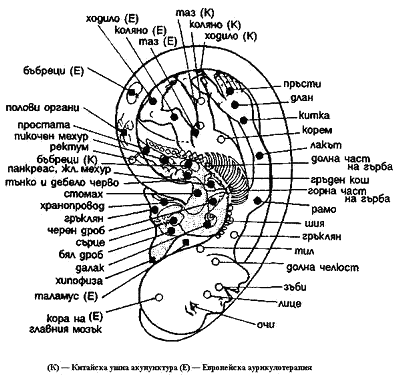 таз (К)
ходило (Е)
коляно (К)
коляно (Е)
ходило (К)
таз (Е)
бъбреци (Е)
полови органи
простата
пикочен мехур
ректум
бъбреци (К)
панкреас, жл. мехур
тънко и дебело черво
стомах
хранопровод
гръклян
черен дроб
сърце
бял дроб
далак
хипофиза
таламус (Е)
кора на (Е)
главния мозък
пръсти
длан
китка
корем
лакът
долна част
на гърба
гръден кош
горна част
на гърба
рамо
шия
гръклян
тил
долна челюст
зъби
лице
очи
(К) — Китайска ушна акупунктура (Е) — Европейска аурикулотерапия